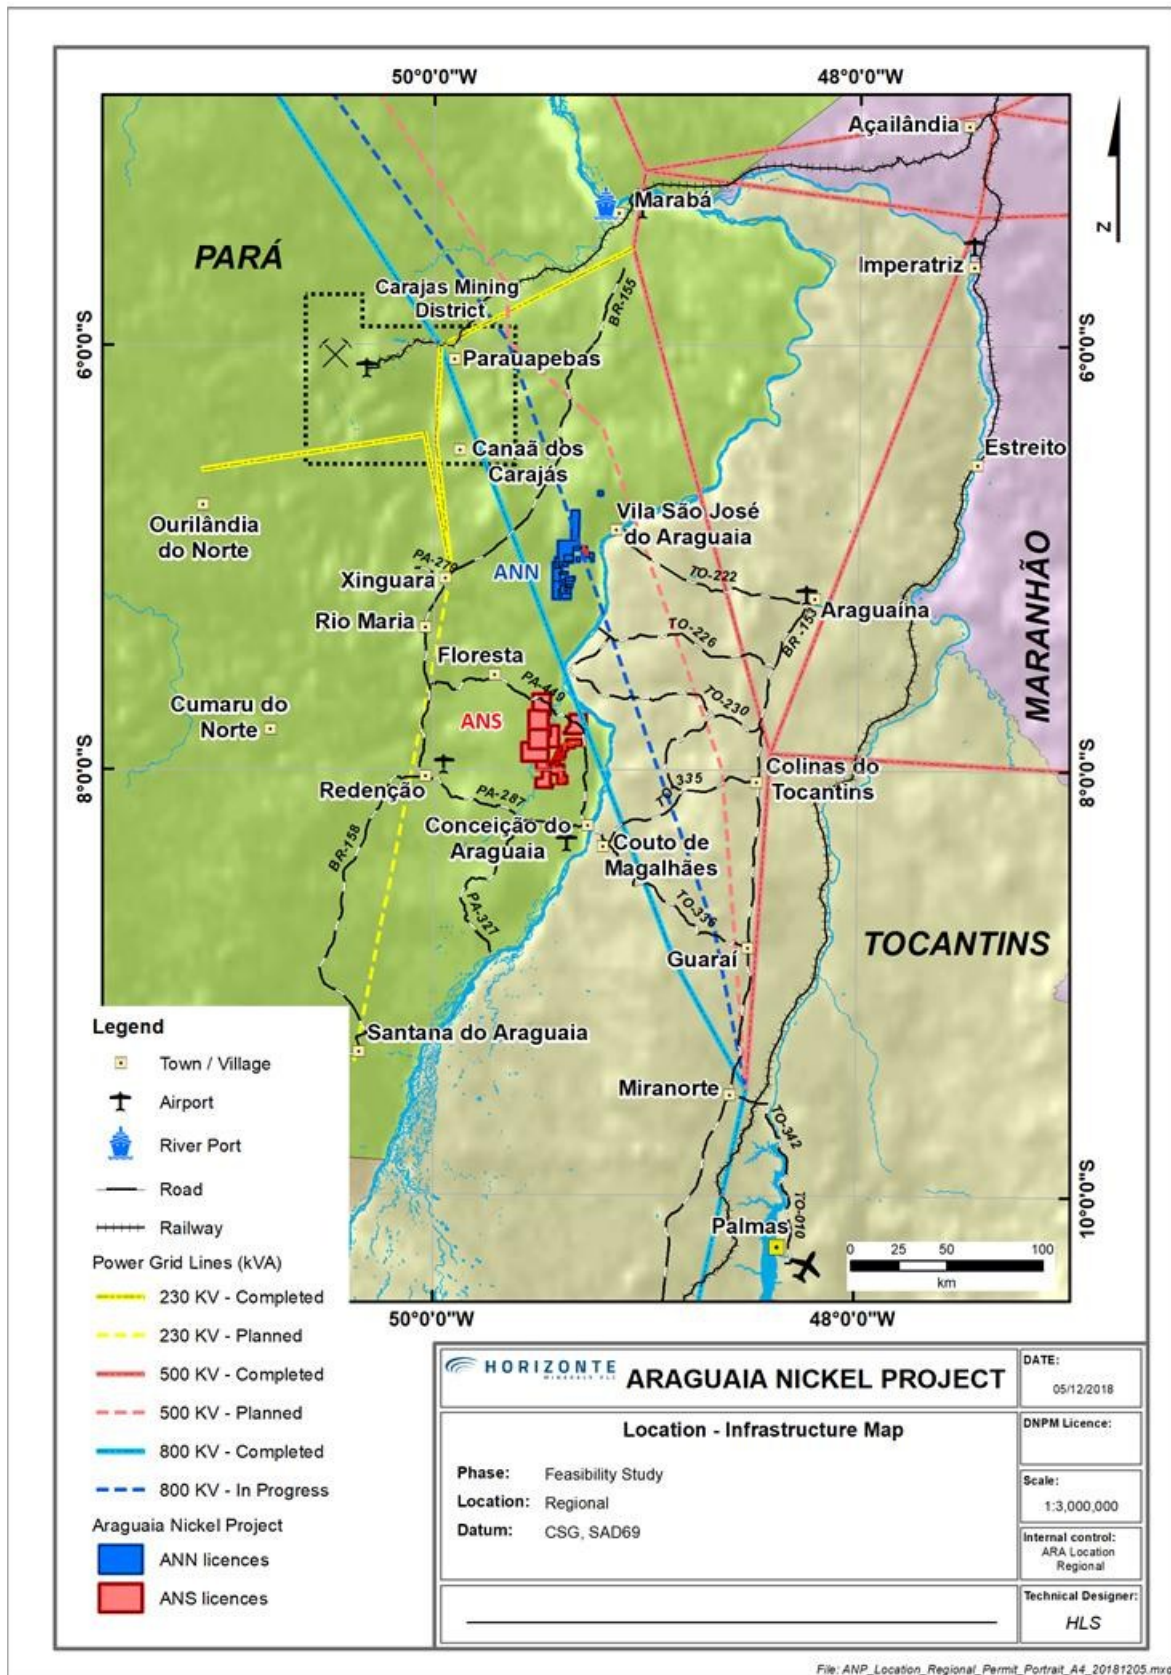 50°0'0"W
48°0'0"W
Açailândia
Marabá
Z
PARÁ
Imperatriz
Carajas Mining
District
BR-155
6°0'0"S
6°0'0"S
Parauapebas
Canaã dos
Carajás
Estreito
Ourilândia
do Norte
Vila São José
do Araguaia
MARANHÃO
PA-279
ANN
TO-222
Xinguara
Araguaína
Rio Maria
TO-226
BR-153
Floresta
PA-449
TO-230
Cumaru do
Norte
ANS
8°0'0"S
8°0'0"S
Colinas do
Tocantins
Redenção
PA-287
TO-335
Conceição do
Araguaia
Couto de
Magalhães
BR-158
PA-327
TO-336
TOCANTINS
Guaraí
Santana do Araguaia
Miranorte
TO-342
10°0'0"S
TO-010
Palmas
0 25 50 100
km
50°0'0"W
48°0'0"W
Legend
Town / Village
Airport
River Port
Road
Railway
Power Grid Lines (kVA)
230 KV - Completed
230 KV - Planned
500 KV - Completed
500 KV - Planned
800 KV - Completed
800 KV - In Progress
Araguaia Nickel Project
ANN licences
ANS licences
HORIZONTE
MINERALS PLC
ARAGUAIA NICKEL PROJECT
DATE:
05/12/2018
Location - Infrastructure Map
DNPM Licence:
Phase: Feasibility Study
Location: Regional
Datum: CSG, SAD69
Scale:
1:3,000,000
Internal control:
ARA Location
Regional
Technical Designer:
HLS
File: ANP_Location_Regional_Permit_Portrait_A4_20181205.mxd